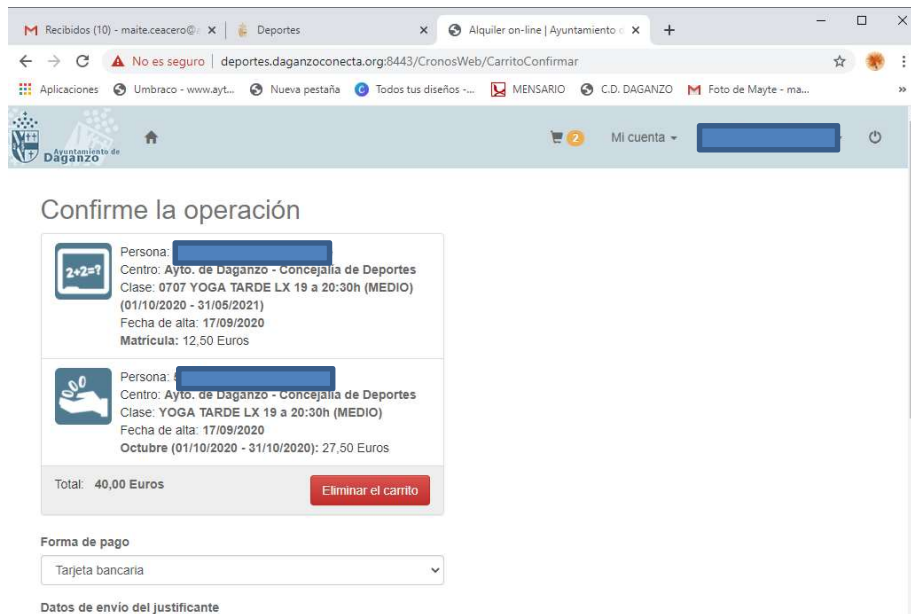 Recibidos (10) - maite.ceacero@
Deportes
Alquiler on-line | Ayuntamiento
No es seguro | deportes.daganzoconecta.org:8443/CronosWeb/CarritoConfirmar
Aplicaciones Umbraco - www.ayt... Nueva pestaña Todos tus diseños -... MENSARIO C.D. DAGANZO Foto de Mayte - ma... »
Ayuntamiento de
Daganzo
2 Mi cuenta
Confirme la operación
2+2=?
Persona:
Centro: Ayto. de Daganzo - Concejalía de Deportes
Clase: 0707 YOGA TARDE LX 19 a 20:30h (MEDIO)
(01/10/2020 - 31/05/2021)
Fecha de alta: 17/09/2020
Matrícula: 12,50 Euros
Persona:
Centro: Ayto. de Daganzo - Concejalía de Deportes
Clase: YOGA TARDE LX 19 a 20:30h (MEDIO)
Fecha de alta: 17/09/2020
Octubre (01/10/2020 - 31/10/2020): 27,50 Euros
Total: 40,00 Euros
Eliminar el carrito
Forma de pago
Tarjeta bancaria
Datos de envío del justificante